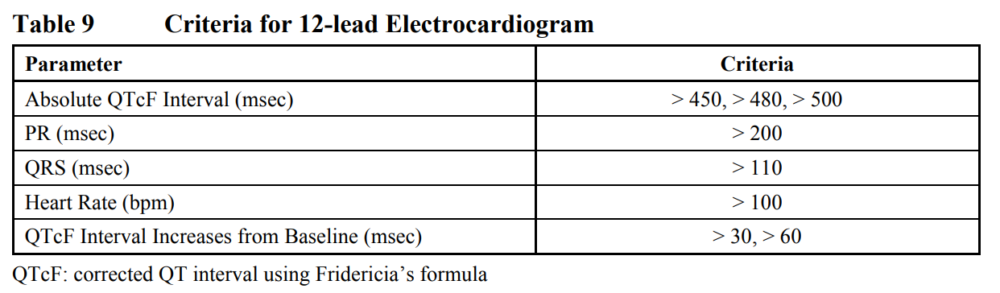 Table 9 Criteria for 12-lead Electrocardiogram
Parameter Criteria
Absolute QTcF Interval (msec) > 450, > 480, > 500
PR (msec) > 200
QRS (msec) > 110
Heart Rate (bpm) > 100
QTcF Interval Increases from Baseline (msec) > 30, > 60
QTcF: corrected QT interval using Fridericia’s formula